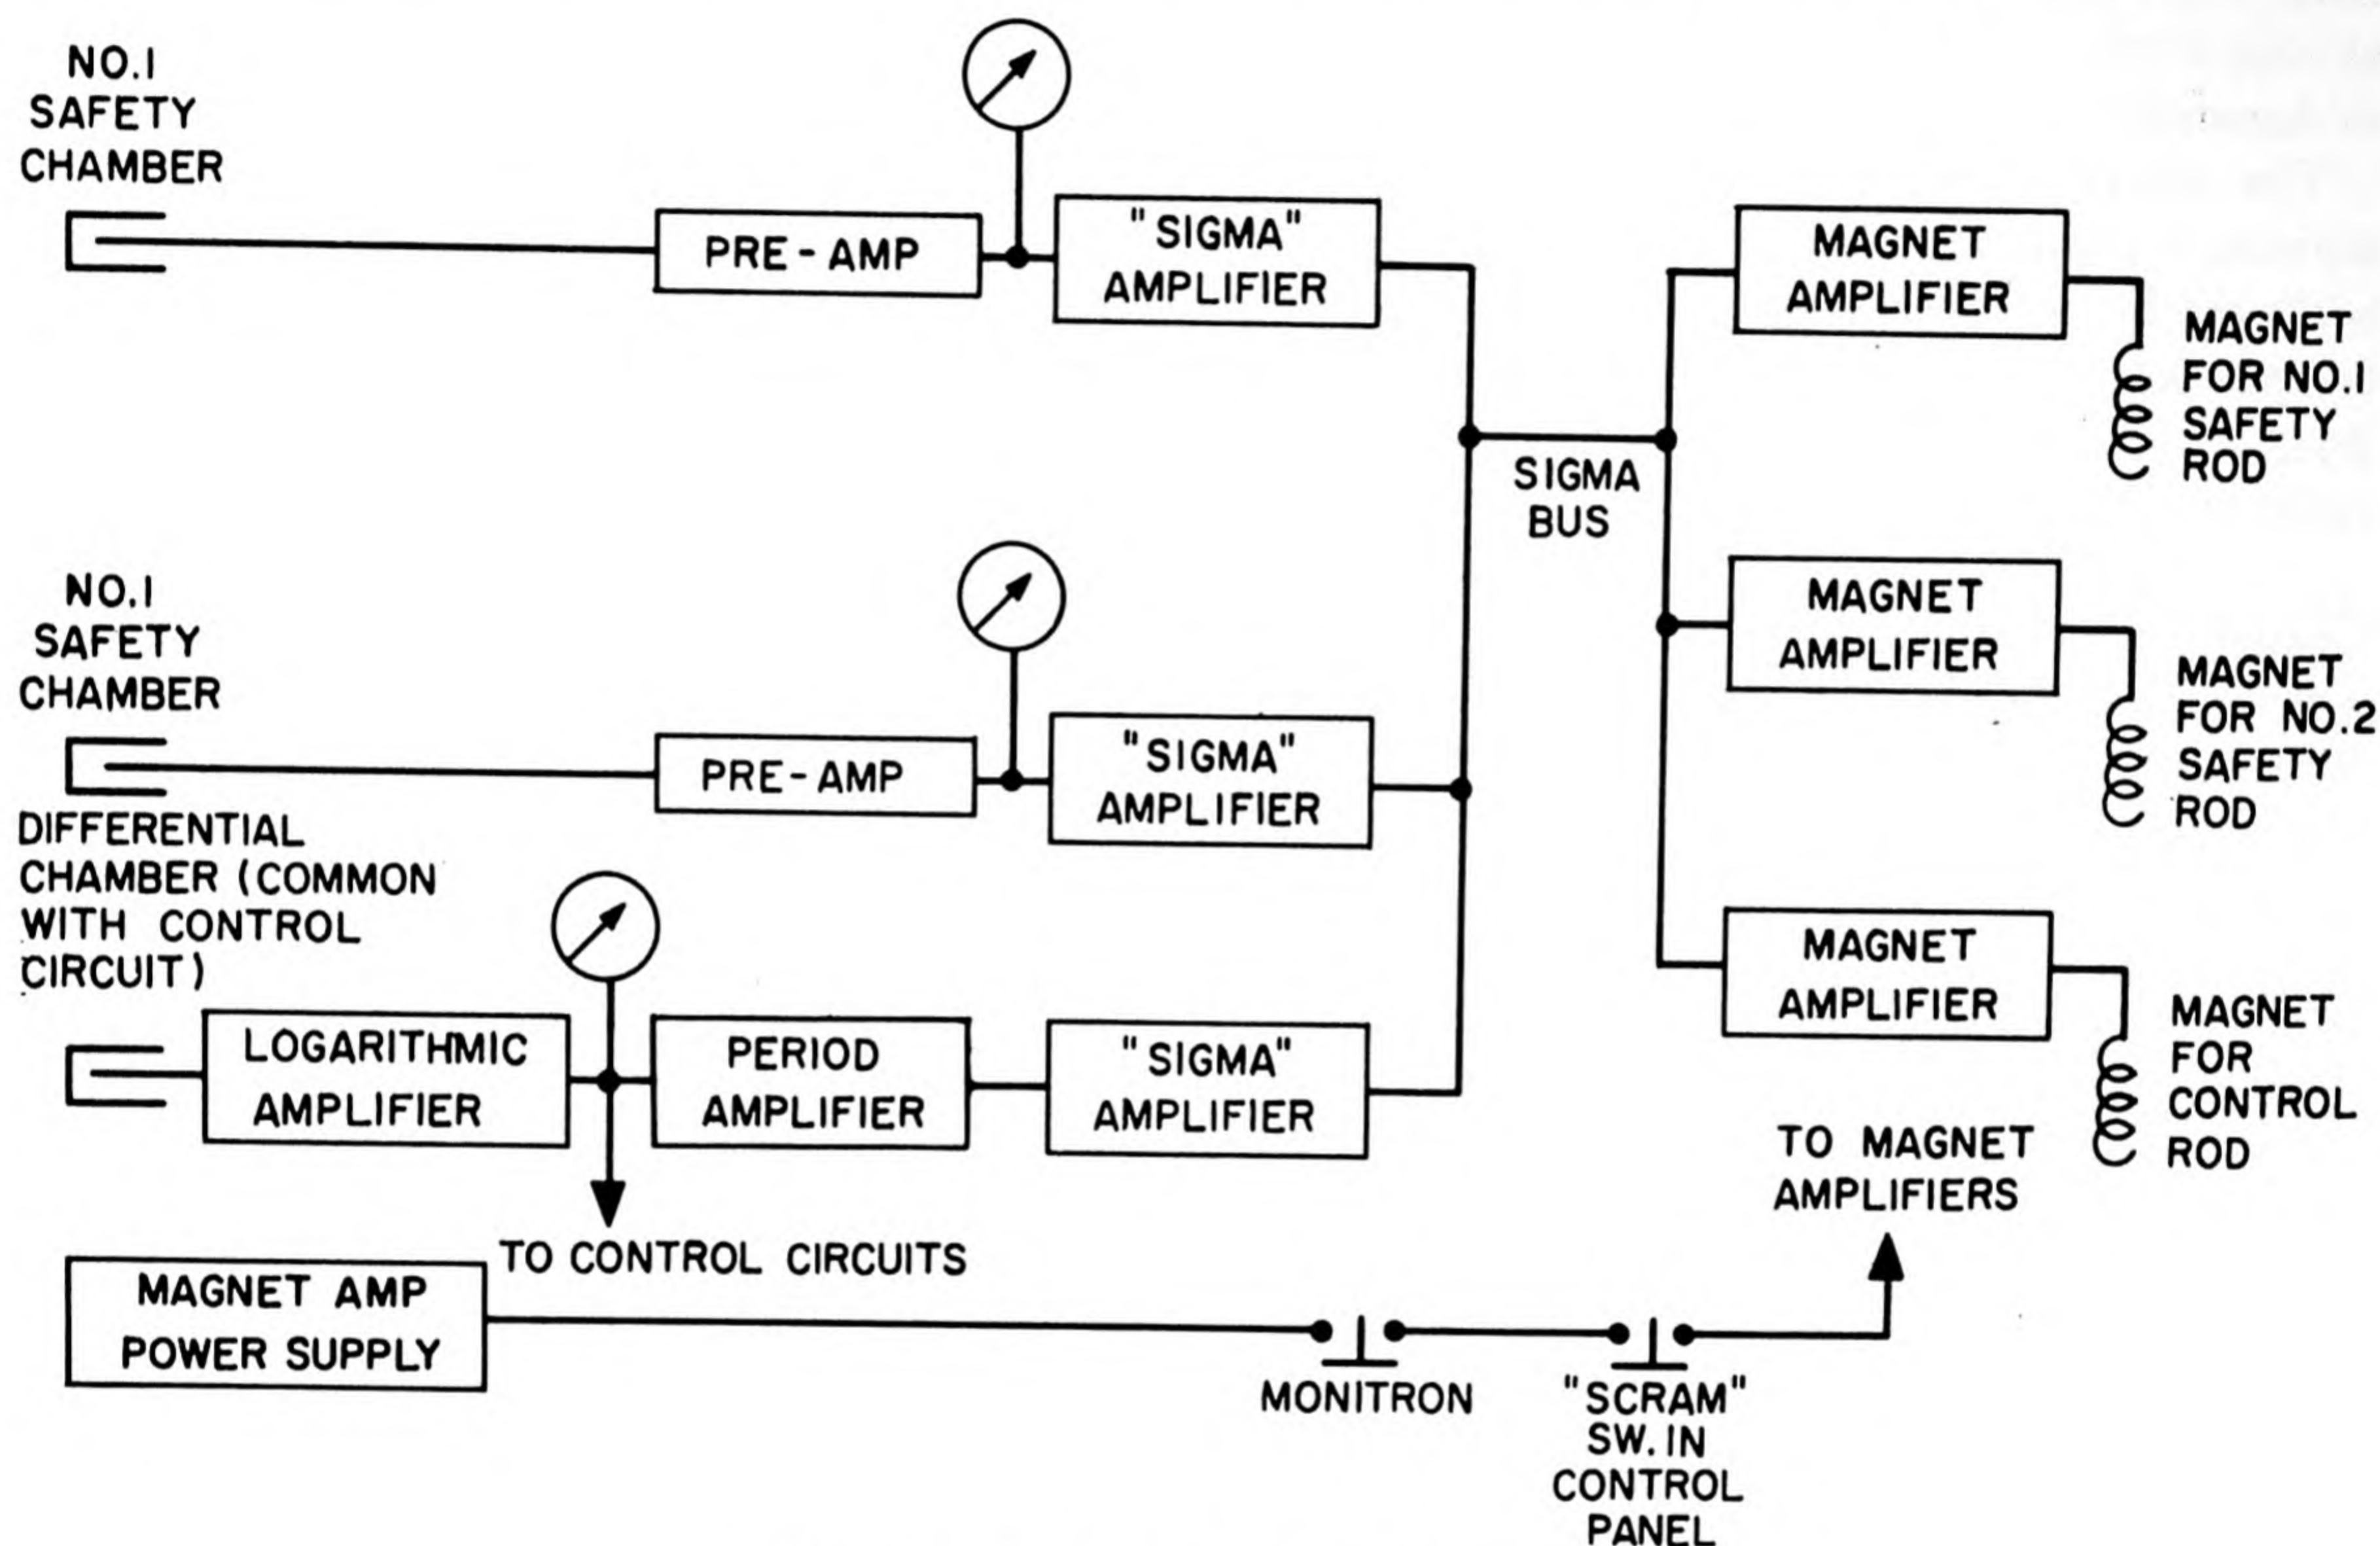 NO.1
SAFETY
CHAMBER
PRE-AMP
"SIGMA"
AMPLIFIER
MAGNET
AMPLIFIER
MAGNET
FOR NO.1
SAFETY
ROD
SIGMA
BUS
NO.1
SAFETY
CHAMBER
PRE-AMP
"SIGMA"
AMPLIFIER
MAGNET
AMPLIFIER
MAGNET
FOR NO.2
SAFETY
ROD
DIFFERENTIAL
CHAMBER (COMMON
WITH CONTROL
CIRCUIT)
LOGARITHMIC
AMPLIFIER
PERIOD
AMPLIFIER
"SIGMA"
AMPLIFIER
MAGNET
AMPLIFIER
MAGNET
FOR
CONTROL
ROD
TO CONTROL CIRCUITS
TO MAGNET
AMPLIFIERS
MAGNET AMP
POWER SUPPLY
MONITRON
"SCRAM"
SW. IN
CONTROL
PANEL